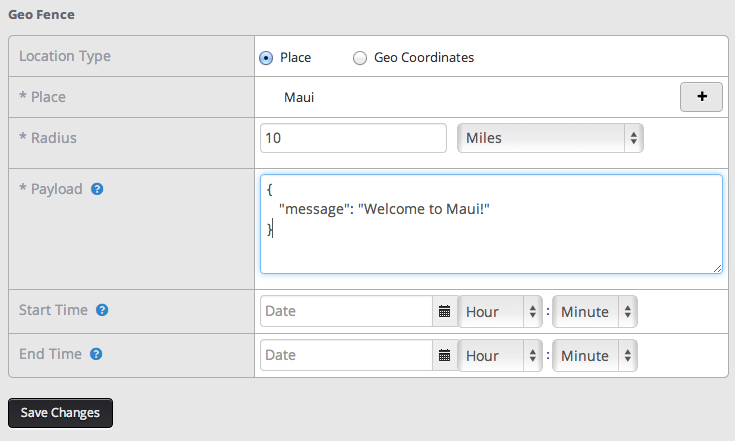 Geo Fence
Location Type Place Geo Coordinates
* Place Maui +
* Radius 10 Miles
* Payload ? {
"message": "Welcome to Maui!"
}
Start Time ? Date Hour : Minute
End Time ? Date Hour : Minute
Save Changes